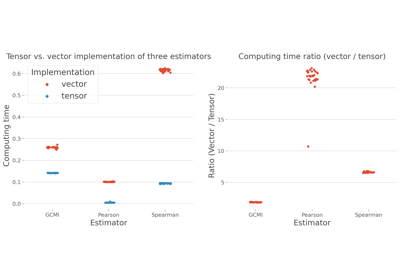 Tensor vs. vector implementation of three estimators
Implementation
vector
tensor
0.6
0.5
0.4
0.3
0.2
0.1
0.0
Computing time
GCMI
Pearson
Spearman
Estimator
Computing time ratio (vector / tensor)
20
15
10
5
Ratio (Vector / Tensor)
GCMI
Pearson
Spearman
Estimator